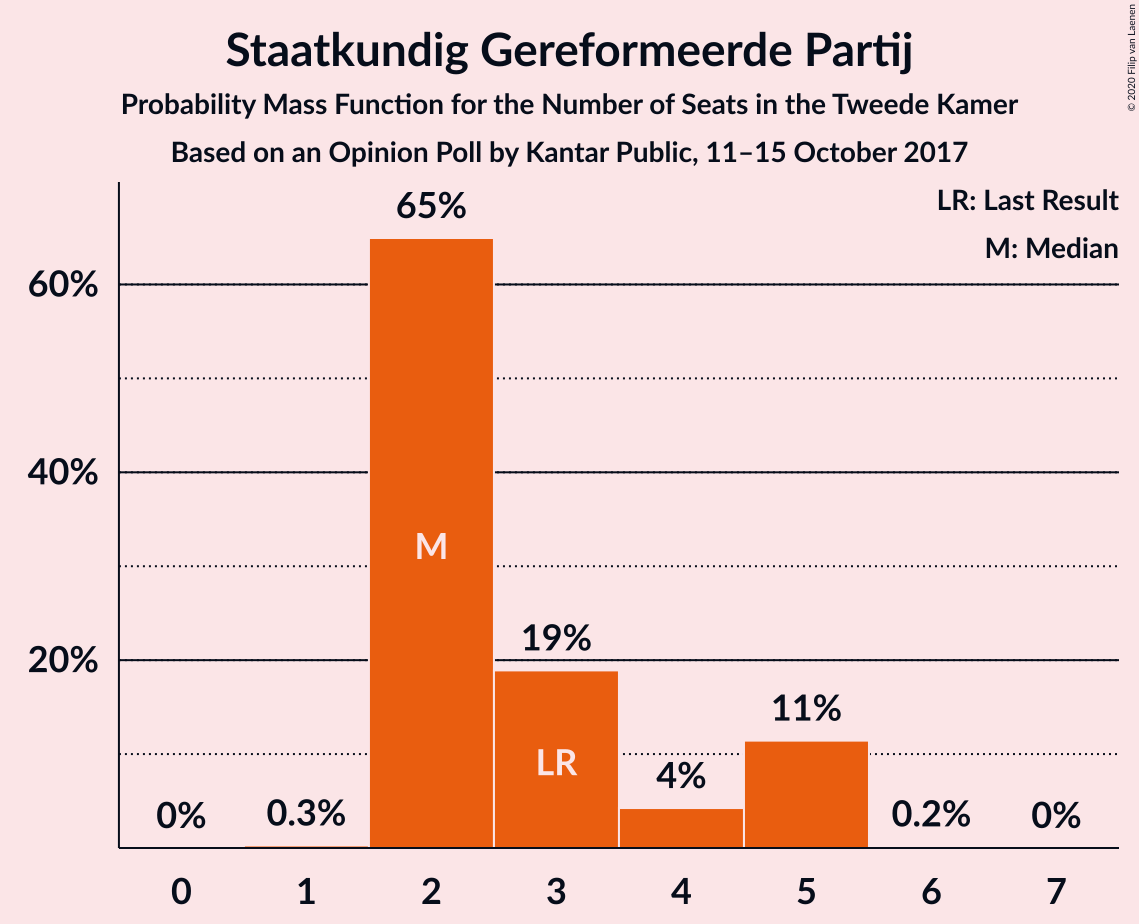 Staatkundig Gereformeerde Partij
Probability Mass Function for the Number of Seats in the Tweede Kamer
Based on an Opinion Poll by Kantar Public, 11–15 October 2017
© 2020 Filip van Laenen
LR: Last Result
M: Median
60%
40%
20%
0%
0.3%
65%
19%
4%
11%
0.2%
0%
M
LR
0 1 2 3 4 5 6 7